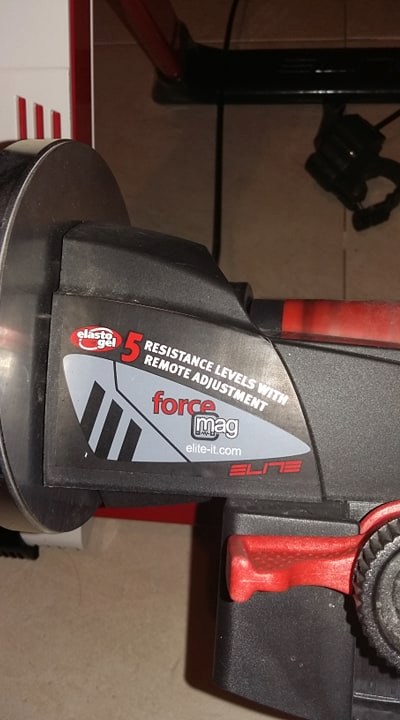 elasto
gel
5 RESISTANCE LEVELS WITH
REMOTE ADJUSTMENT
force
mag
elite-it.com
ELITE